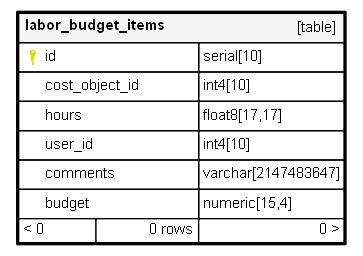 labor_budget_items [table]
id serial[10]
cost_object_id int4[10]
hours float8[17,17]
user_id int4[10]
comments varchar[2147483647]
budget numeric[15,4]
< 0 0 rows 0 >